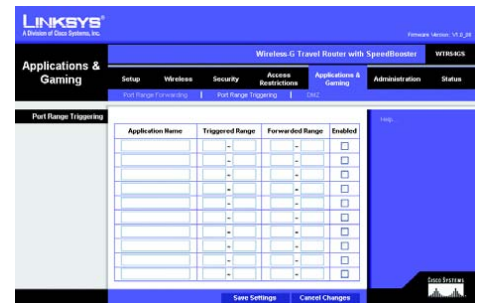 LINKSYS®
A Division of Cisco Systems, Inc.
Firmware Version: V1.0_01
Wireless-G Travel Router with SpeedBooster WTR54GS
Applications & Gaming
Setup Wireless Security Access Restrictions Applications & Gaming Administration Status
Port Range Forwarding | Port Range Triggering | DMZ
Port Range Triggering
Help...
Application Name Triggered Range Forwarded Range Enabled
Save Settings Cancel Changes
CISCO SYSTEMS